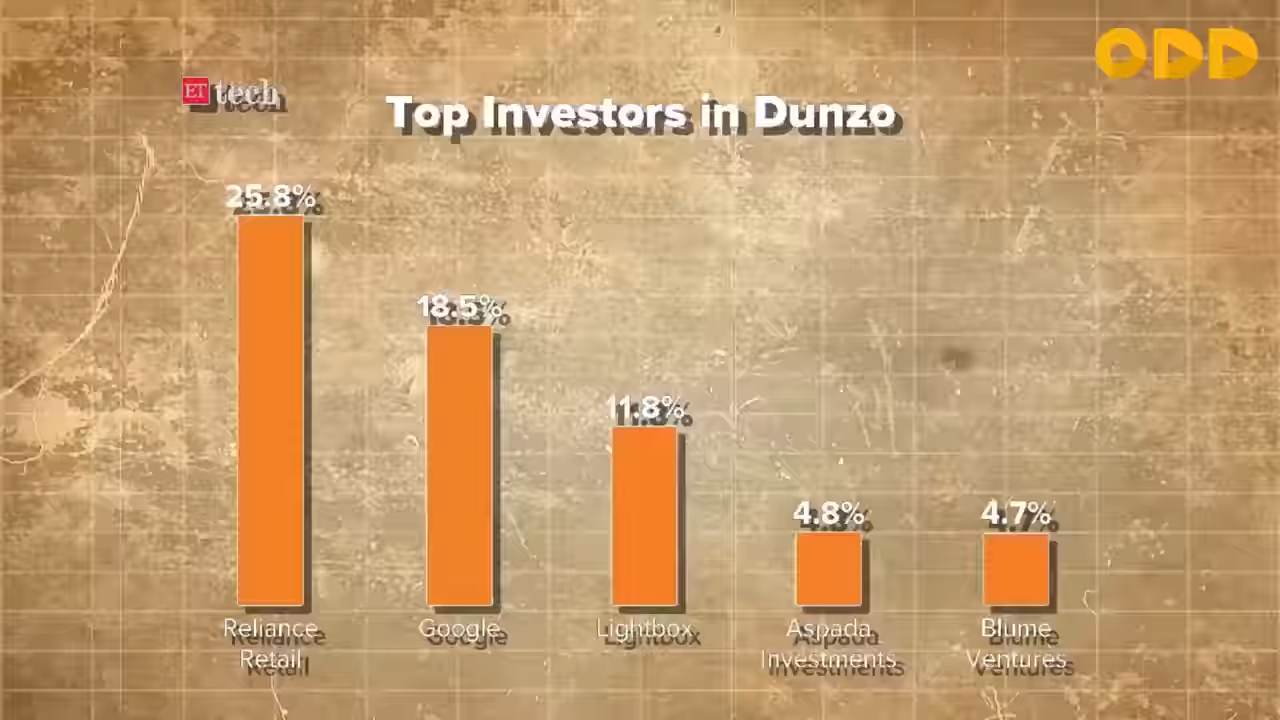 ODD
ET tech
Top Investors in Dunzo
25.8%
18.5%
11.8%
4.8%
4.7%
Reliance
Retail
Google
Lightbox
Aspada
Investments
Blume
Ventures